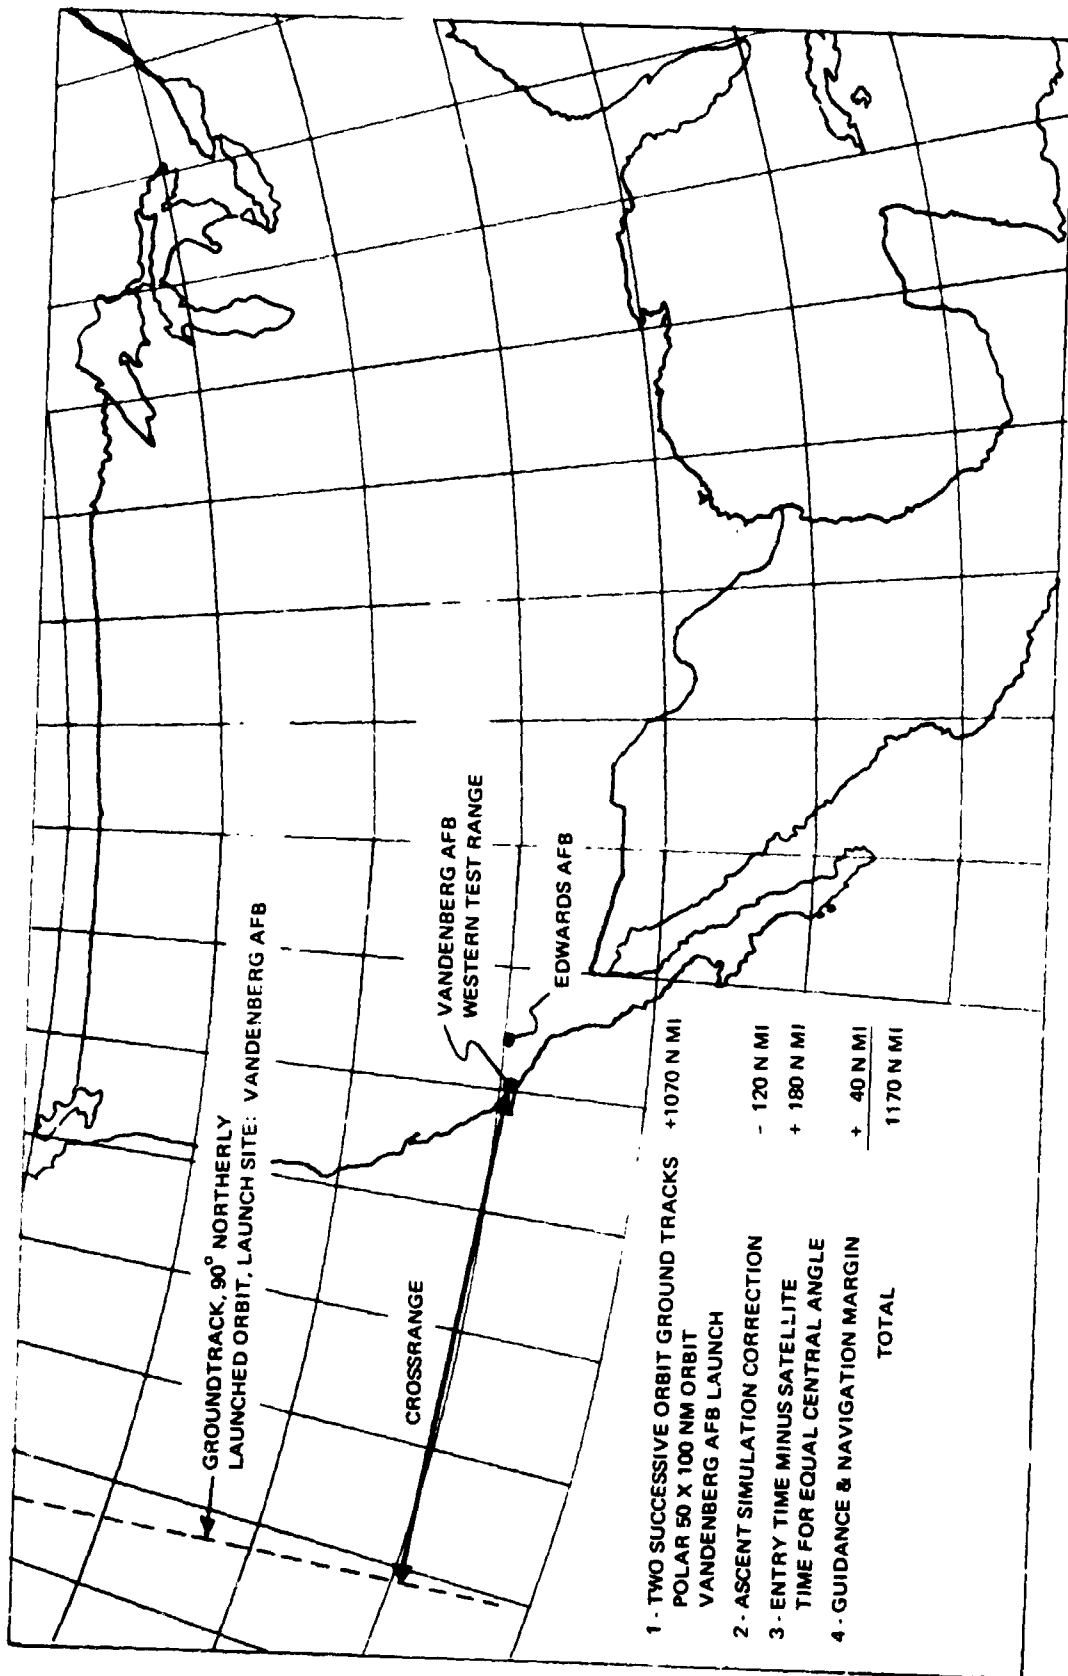 GROUNDTRACK, 90° NORTHERLY
LAUNCHED ORBIT, LAUNCH SITE: VANDENBERG AFB
VANDENBERG AFB
WESTERN TEST RANGE
EDWARDS AFB
CROSSRANGE
1 - TWO SUCCESSIVE ORBIT GROUND TRACKS +1070 N MI
POLAR 50 X 100 NM ORBIT
VANDENBERG AFB LAUNCH
2 - ASCENT SIMULATION CORRECTION - 120 N MI
3 - ENTRY TIME MINUS SATELLITE + 180 N MI
TIME FOR EQUAL CENTRAL ANGLE
4 - GUIDANCE & NAVIGATION MARGIN + 40 N MI
TOTAL 1170 N MI